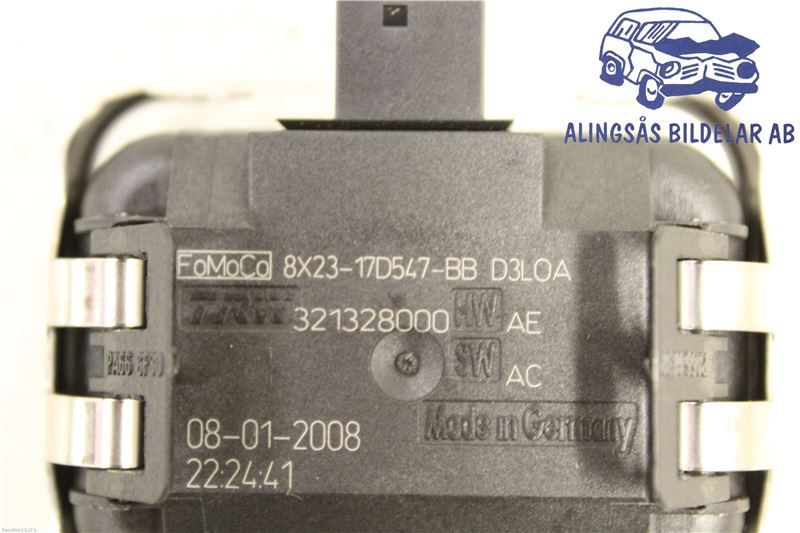 ALINGSÅS BILDELAR AB
FoMoCo 8X23-17D547-BB D3LOA
TRW 321328000 HW AE
SW AC
08-01-2008
22:24:41
Made in Germany